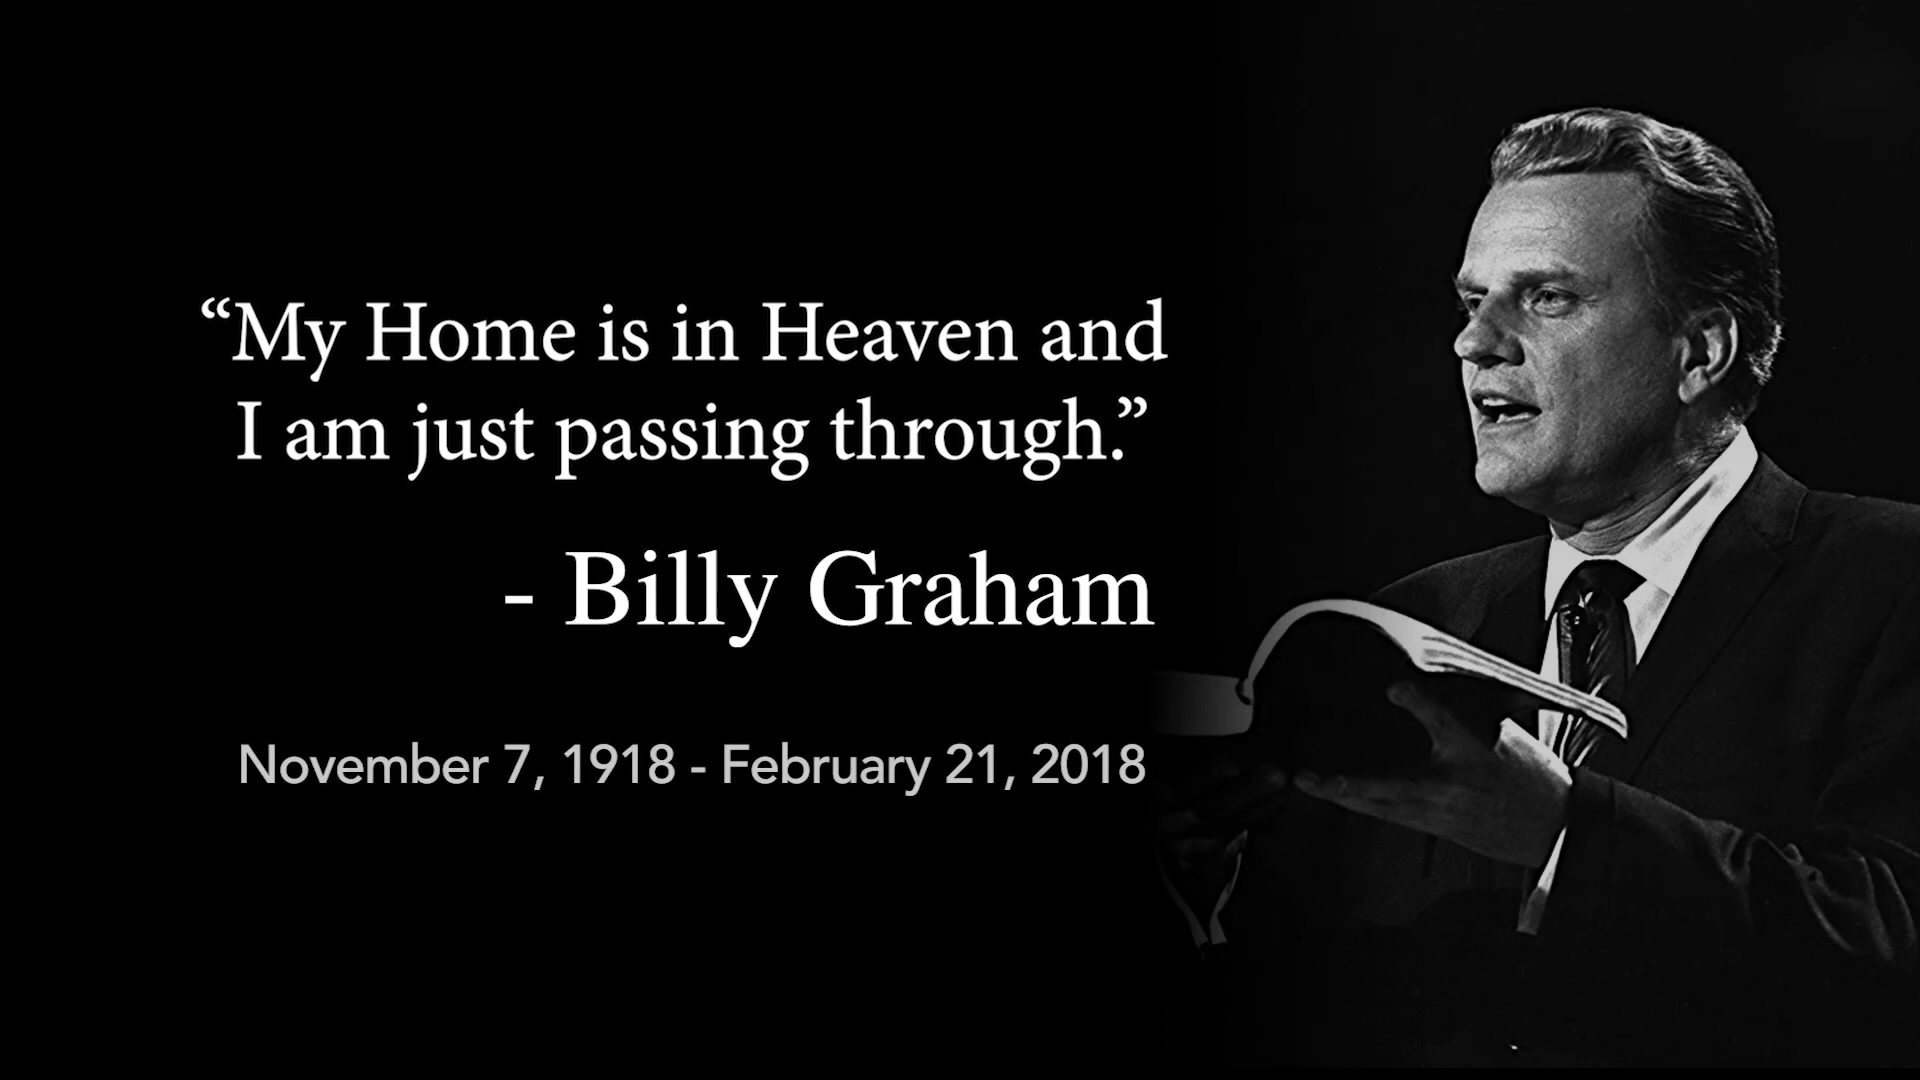 “My Home is in Heaven and
I am just passing through.”
- Billy Graham
November 7, 1918 - February 21, 2018